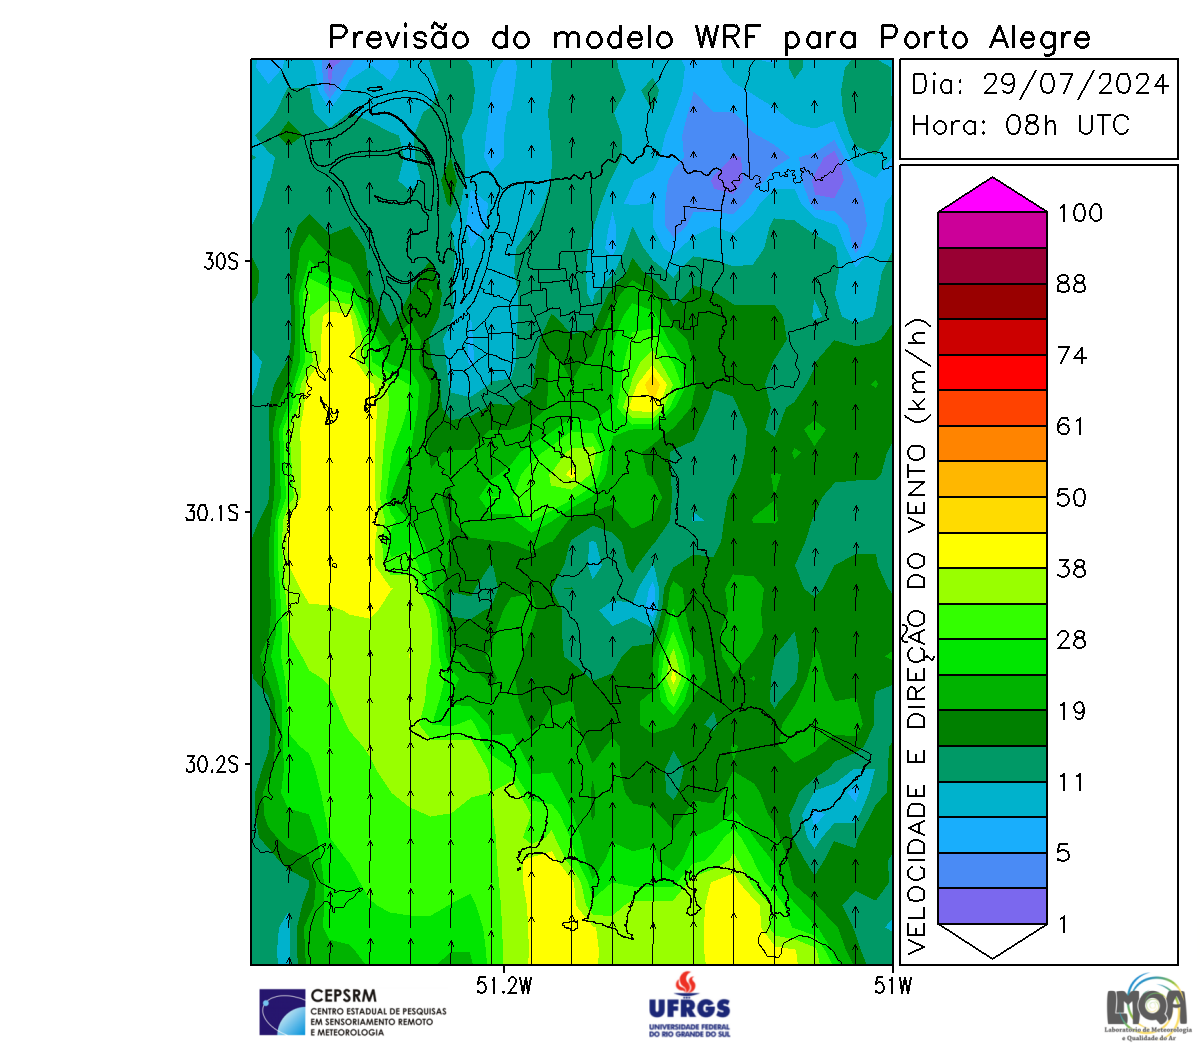 Previsão do modelo WRF para Porto Alegre
Dia: 29/07/2024
Hora: 08h UTC
100
88
74
61
50
38
28
19
11
5
1
VELOCIDADE E DIREÇÃO DO VENTO (km/h)
30S
30.1S
30.2S
51.2W
51W
CEPSRM
CENTRO ESTADUAL DE PESQUISAS
EM SENSORIAMENTO REMOTO
E METEOROLOGIA
UFRGS
UNIVERSIDADE FEDERAL
DO RIO GRANDE DO SUL
LMQA
Laboratório de Meteorologia
e Qualidade do Ar